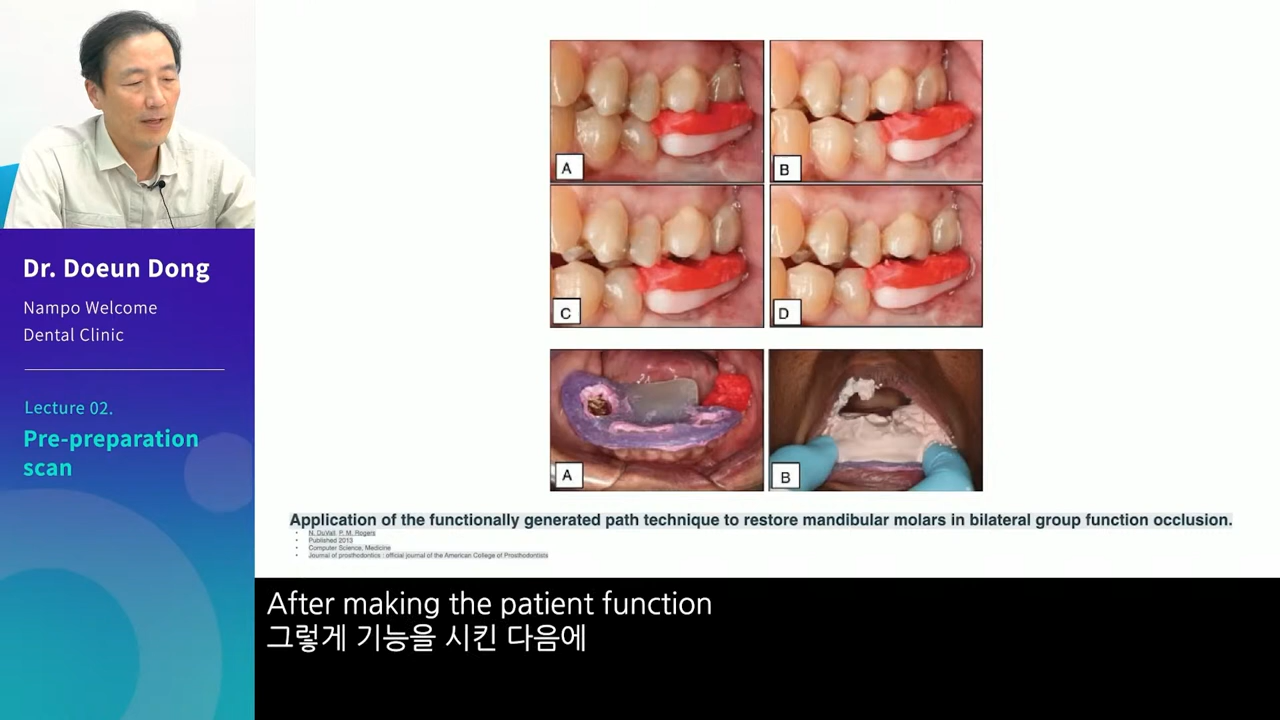 Dr. Doeun Dong
Nampo Welcome
Dental Clinic
Lecture 02.
Pre-preparation
scan
A
B
C
D
A
B
Application of the functionally generated path technique to restore mandibular molars in bilateral group function occlusion.
• N. DuVall, P. M. Rogers
• Published 2013
• Computer Science, Medicine
• Journal of prosthodontics : official journal of the American College of Prosthodontists
After making the patient function
그렇게 기능을 시킨 다음에